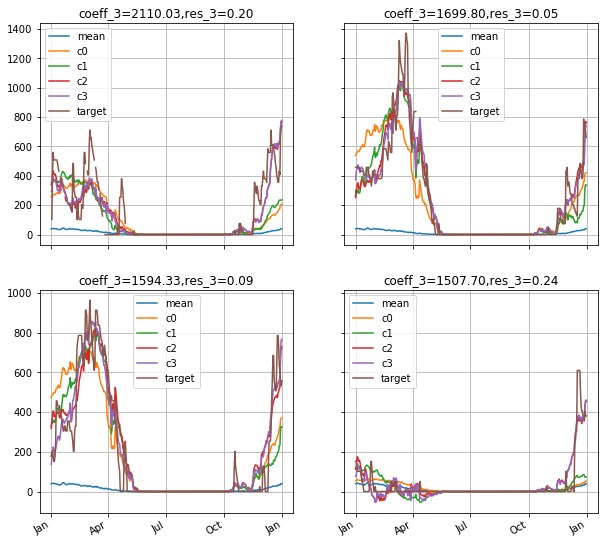 coeff_3=2110.03,res_3=0.20
coeff_3=1699.80,res_3=0.05
1400
1200
1000
800
600
400
200
0
mean
c0
c1
c2
c3
target
mean
c0
c1
c2
c3
target
coeff_3=1594.33,res_3=0.09
coeff_3=1507.70,res_3=0.24
1000
800
600
400
200
0
mean
c0
c1
c2
c3
target
mean
c0
c1
c2
c3
target
Jan
Apr
Jul
Oct
Jan
Jan
Apr
Jul
Oct
Jan